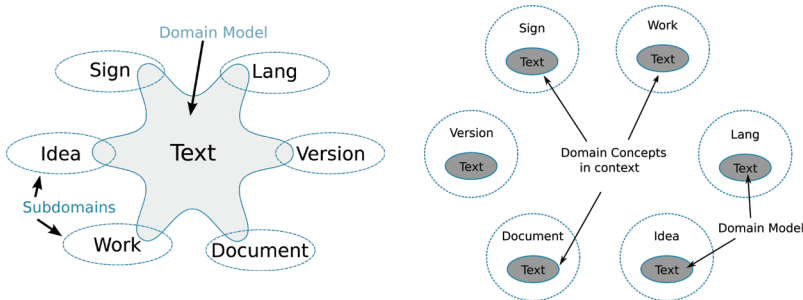 Domain Model
Sign
Lang
Idea
Text
Version
Subdomains
Work
Document
Sign
Text
Work
Text
Version
Text
Domain Concepts
in context
Lang
Text
Document
Text
Idea
Text
Domain Model